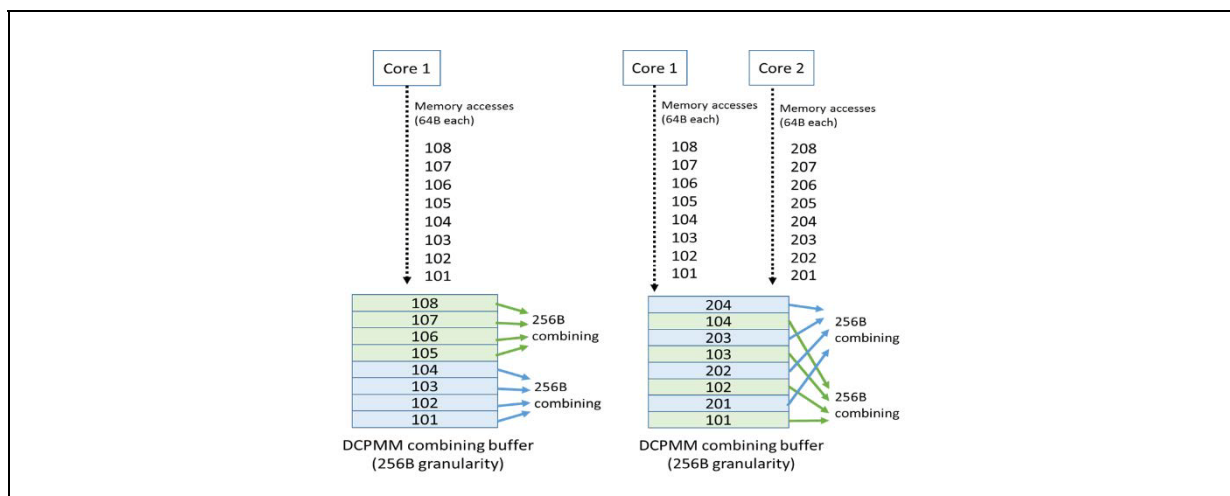 Core 1
Memory accesses
(64B each)
108
107
106
105
104
103
102
101
108
107
106
105
104
103
102
101
256B
combining
256B
combining
DCPMM combining buffer
(256B granularity)
Core 1
Core 2
Memory accesses
(64B each)
Memory accesses
(64B each)
108
107
106
105
104
103
102
101
208
207
206
205
204
203
202
201
204
104
203
103
202
102
201
101
256B
combining
256B
combining
DCPMM combining buffer
(256B granularity)